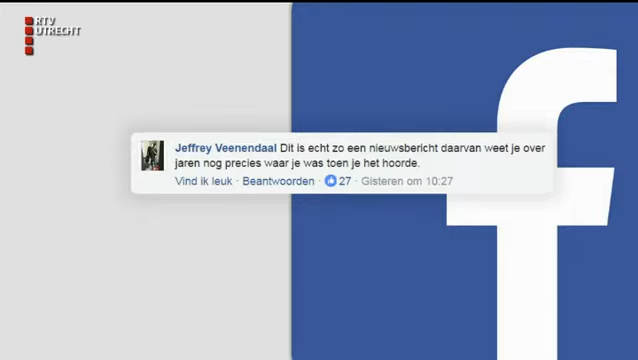 RTV
UTRECHT
Jeffrey Veenendaal Dit is echt zo een nieuwsbericht daarvan weet je over
jaren nog precies waar je was toen je het hoorde.
Vind ik leuk · Beantwoorden · 27 · Gisteren om 10:27